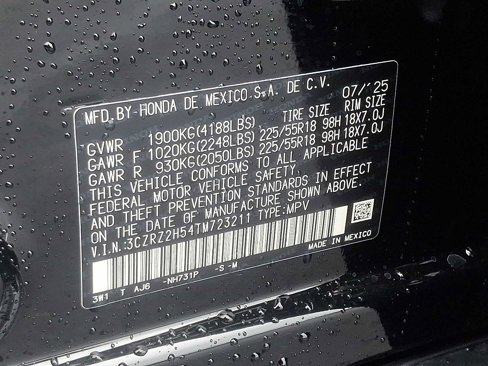 MFD. BY-HONDA DE MEXICO S.A. DE C.V. 07/'25
TIRE SIZE RIM SIZE
GVWR 1900KG(4188LBS)
GAWR F 1020KG(2248LBS) 225/55R18 98H 18X7.0J
GAWR R 930KG(2050LBS) 225/55R18 98H 18X7.0J
THIS VEHICLE CONFORMS TO ALL APPLICABLE
FEDERAL MOTOR VEHICLE SAFETY
AND THEFT PREVENTION STANDARDS IN EFFECT
ON THE DATE OF MANUFACTURE SHOWN ABOVE.
V.I.N.:3CZRZ2H54TM723211 TYPE:MPV
MADE IN MEXICO
3W1 T AJ6 -NH731P -S -M